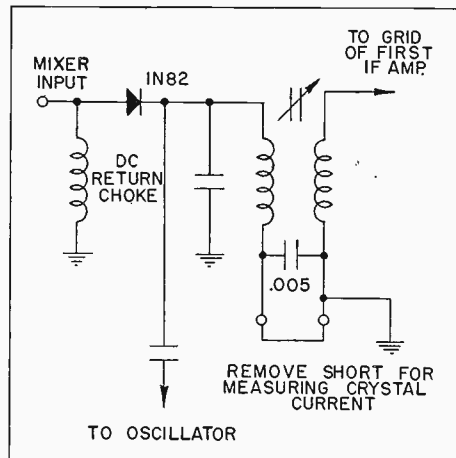 MIXER
INPUT
1N82
TO GRID
OF FIRST
IF AMP.
DC
RETURN
CHOKE
.005
REMOVE SHORT FOR
MEASURING CRYSTAL
CURRENT
TO OSCILLATOR